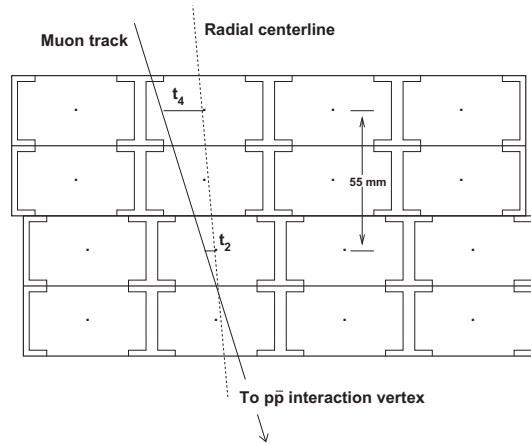 Radial centerline
Muon track
t4
55 mm
t2
To pp̄ interaction vertex